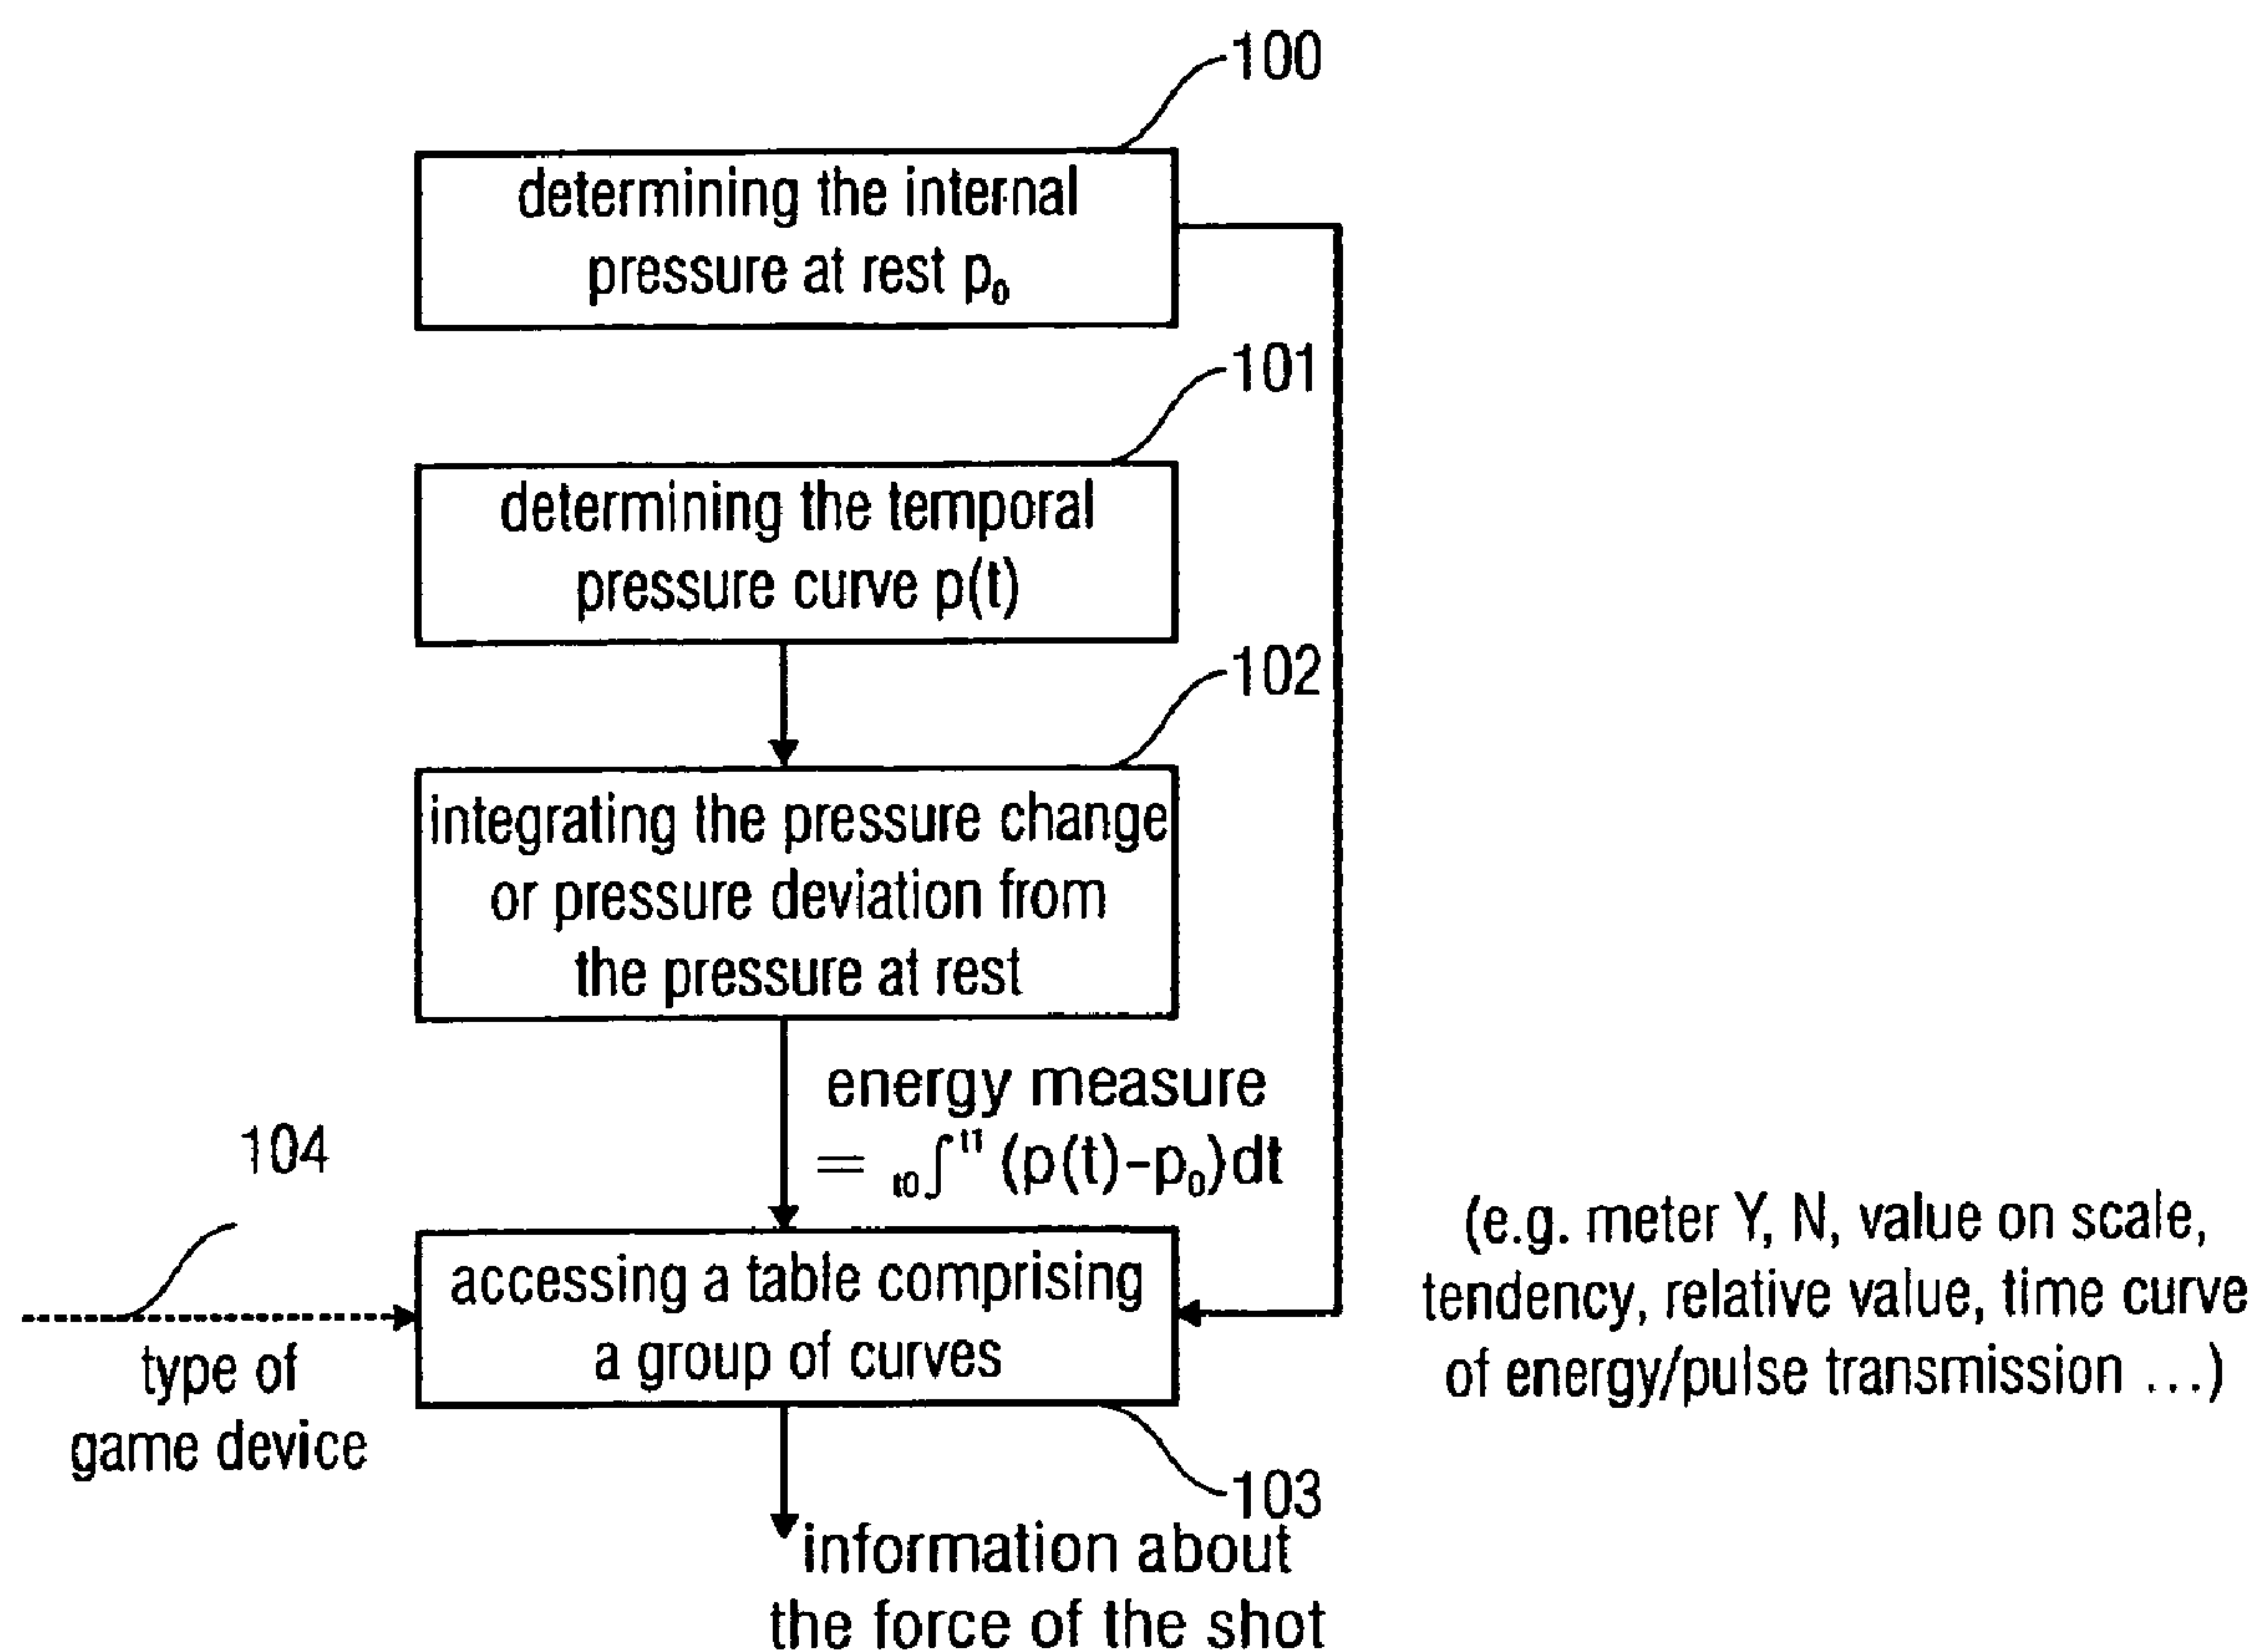 100
determining the internal
pressure at rest p₀
101
determining the temporal
pressure curve p(t)
102
integrating the pressure change
or pressure deviation from
the pressure at rest
energy measure
= t0∫t1 (p(t)-p₀)dt
104
type of
game device
accessing a table comprising
a group of curves
(e.g. meter Y, N, value on scale,
tendency, relative value, time curve
of energy/pulse transmission ...)
103
information about
the force of the shot